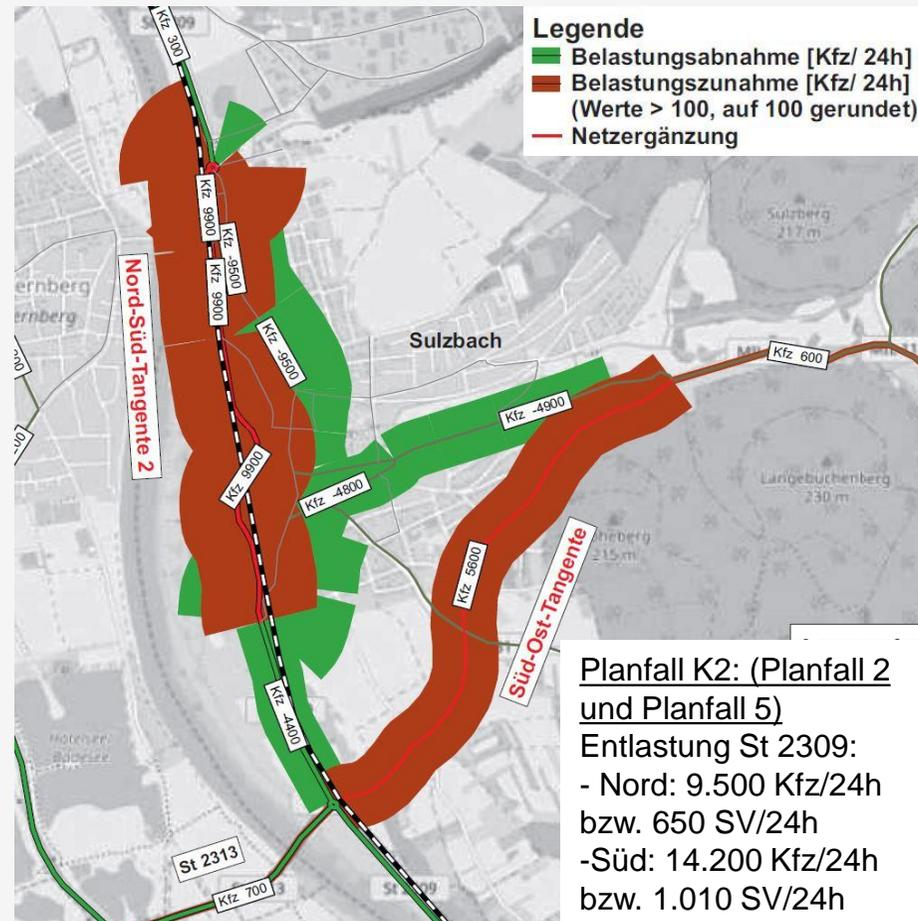 Kfz 300
Legende
Belastungsabnahme [Kfz/ 24h]
Belastungszunahme [Kfz/ 24h]
(Werte > 100, auf 100 gerundet)
Netzergänzung
Kfz 9900
Kfz -9500
Kfz 9900
Sulzberg
217 m
ernberg
ernberg
Nord-Süd-Tangente 2
Kfz -9500
Sulzbach
Kfz 600
Kfz -4900
Kfz 9900
Kfz -4800
Langebuchenberg
230 m
215 m
Kfz 5600
Süd-Ost-Tangente
Kfz -4400
St 2313
Kfz 700
Planfall K2: (Planfall 2
und Planfall 5)
Entlastung St 2309:
- Nord: 9.500 Kfz/24h
bzw. 650 SV/24h
-Süd: 14.200 Kfz/24h
bzw. 1.010 SV/24h